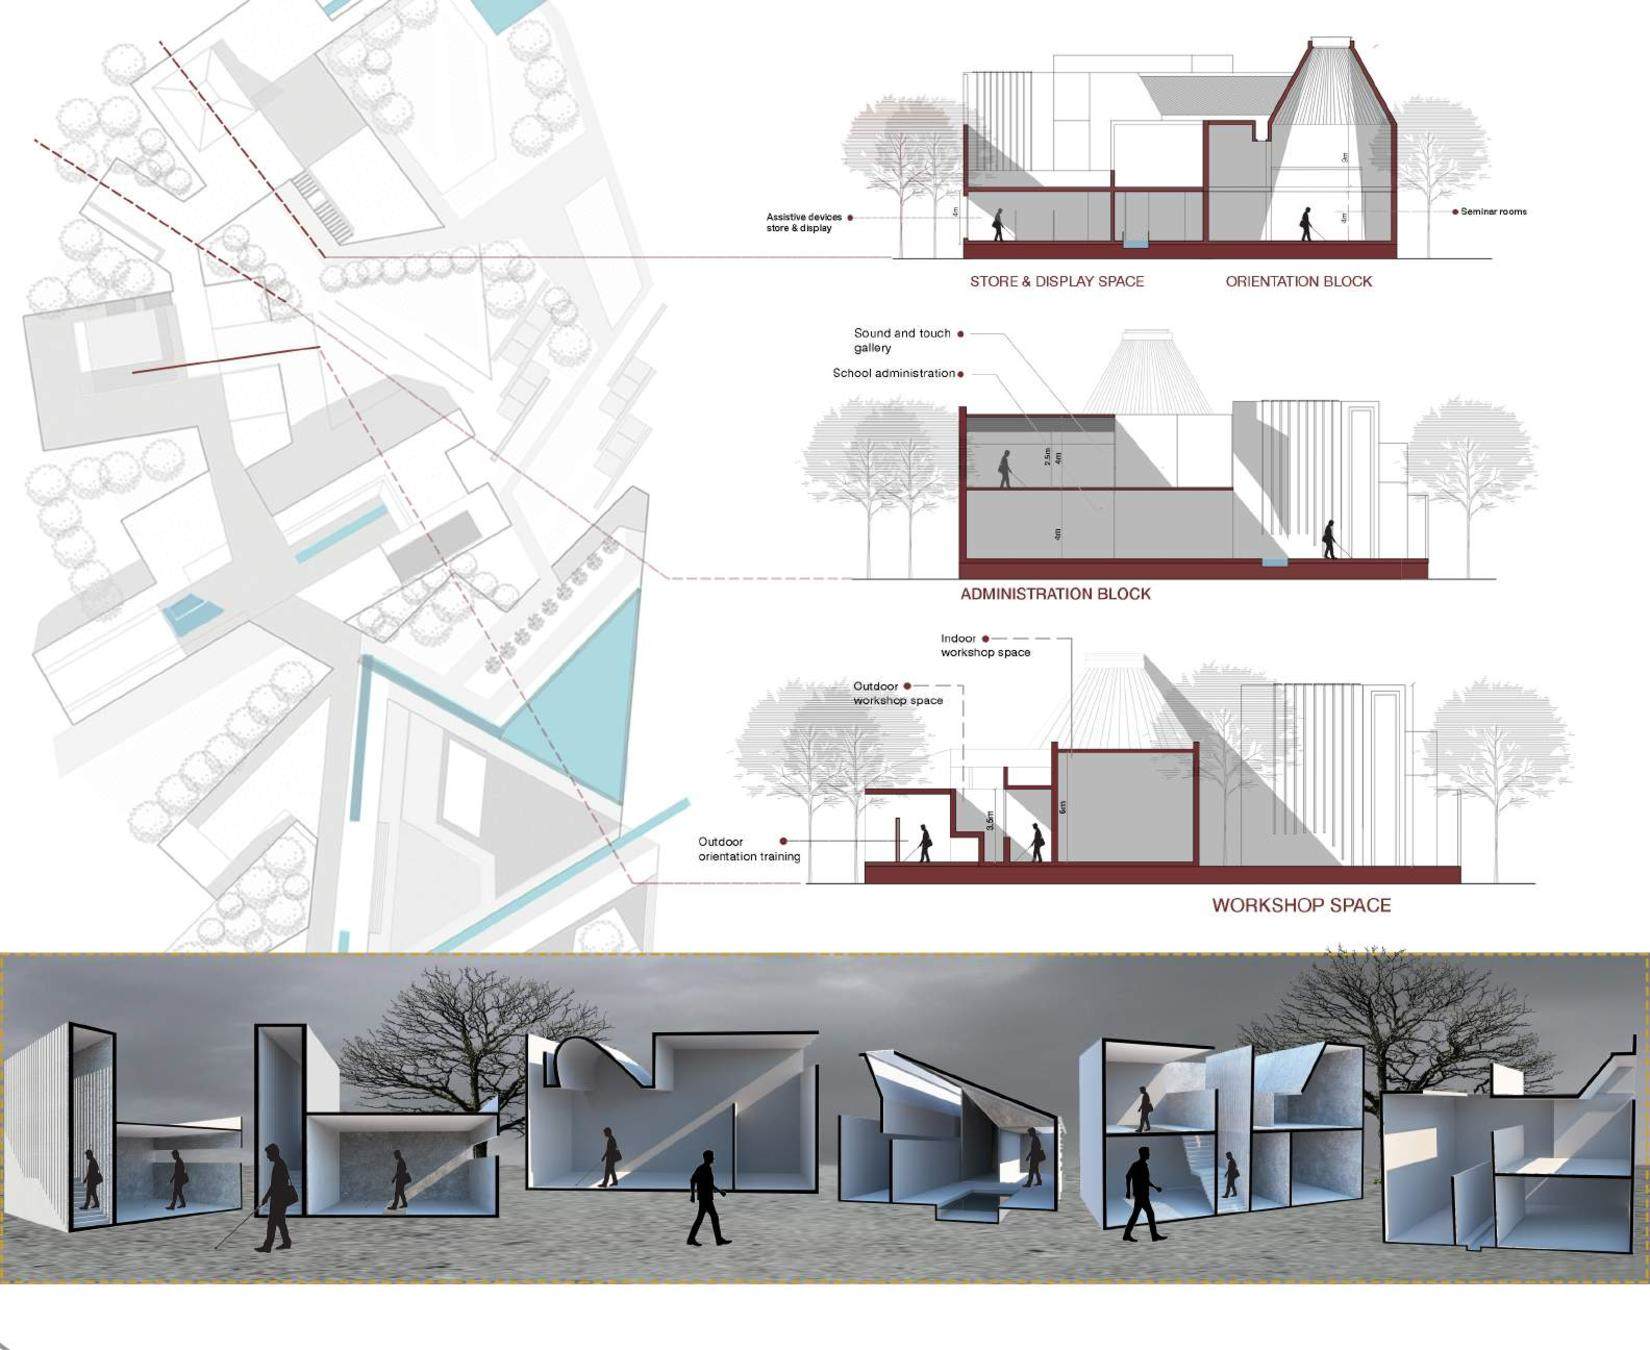 Assistive devices
store & display
4m
3m
4m
Seminar rooms
STORE & DISPLAY SPACE
ORIENTATION BLOCK
Sound and touch
gallery
School administration
2.5m
4m
4m
ADMINISTRATION BLOCK
Indoor
workshop space
Outdoor
workshop space
3.5m
6m
Outdoor
orientation training
WORKSHOP SPACE